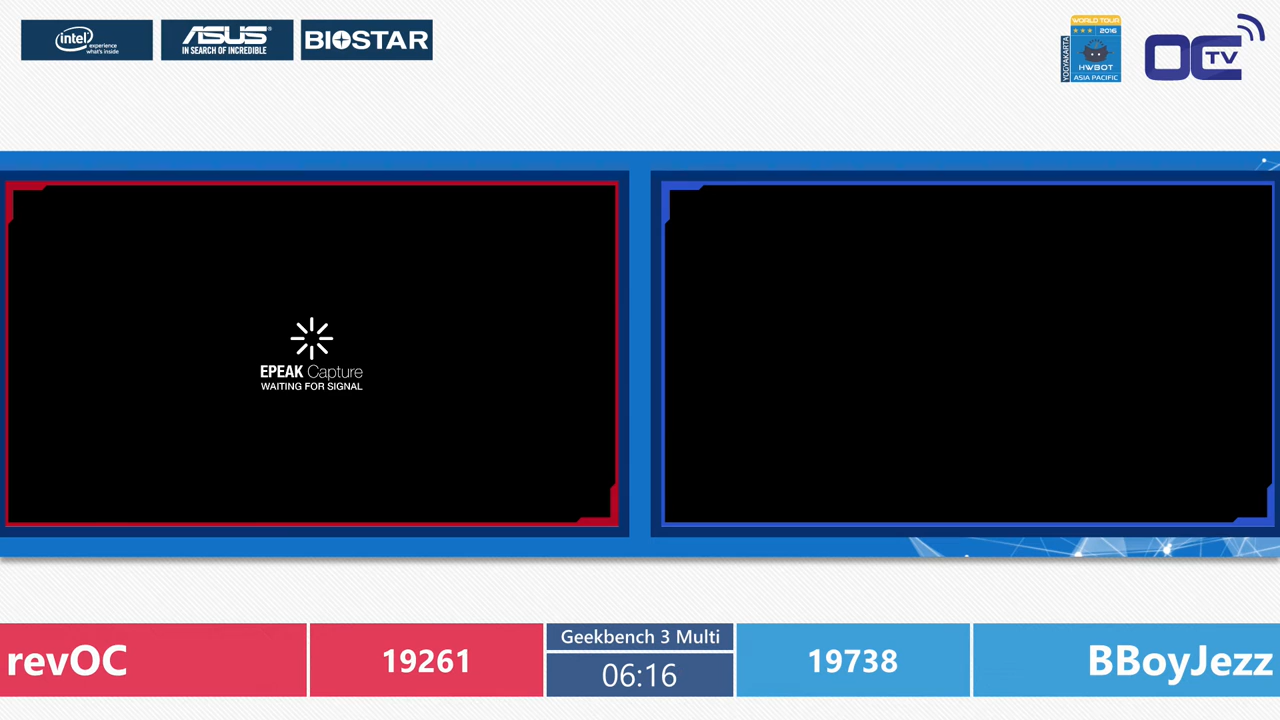 intel experience what's inside
ASUS
IN SEARCH OF INCREDIBLE
BIOSTAR
WORLD TOUR
2016
YOGYAKARTA
HWBOT
ASIA PACIFIC
OC TV
EPEAK Capture
WAITING FOR SIGNAL
revOC
19261
Geekbench 3 Multi
06:16
19738
BBoyJezz